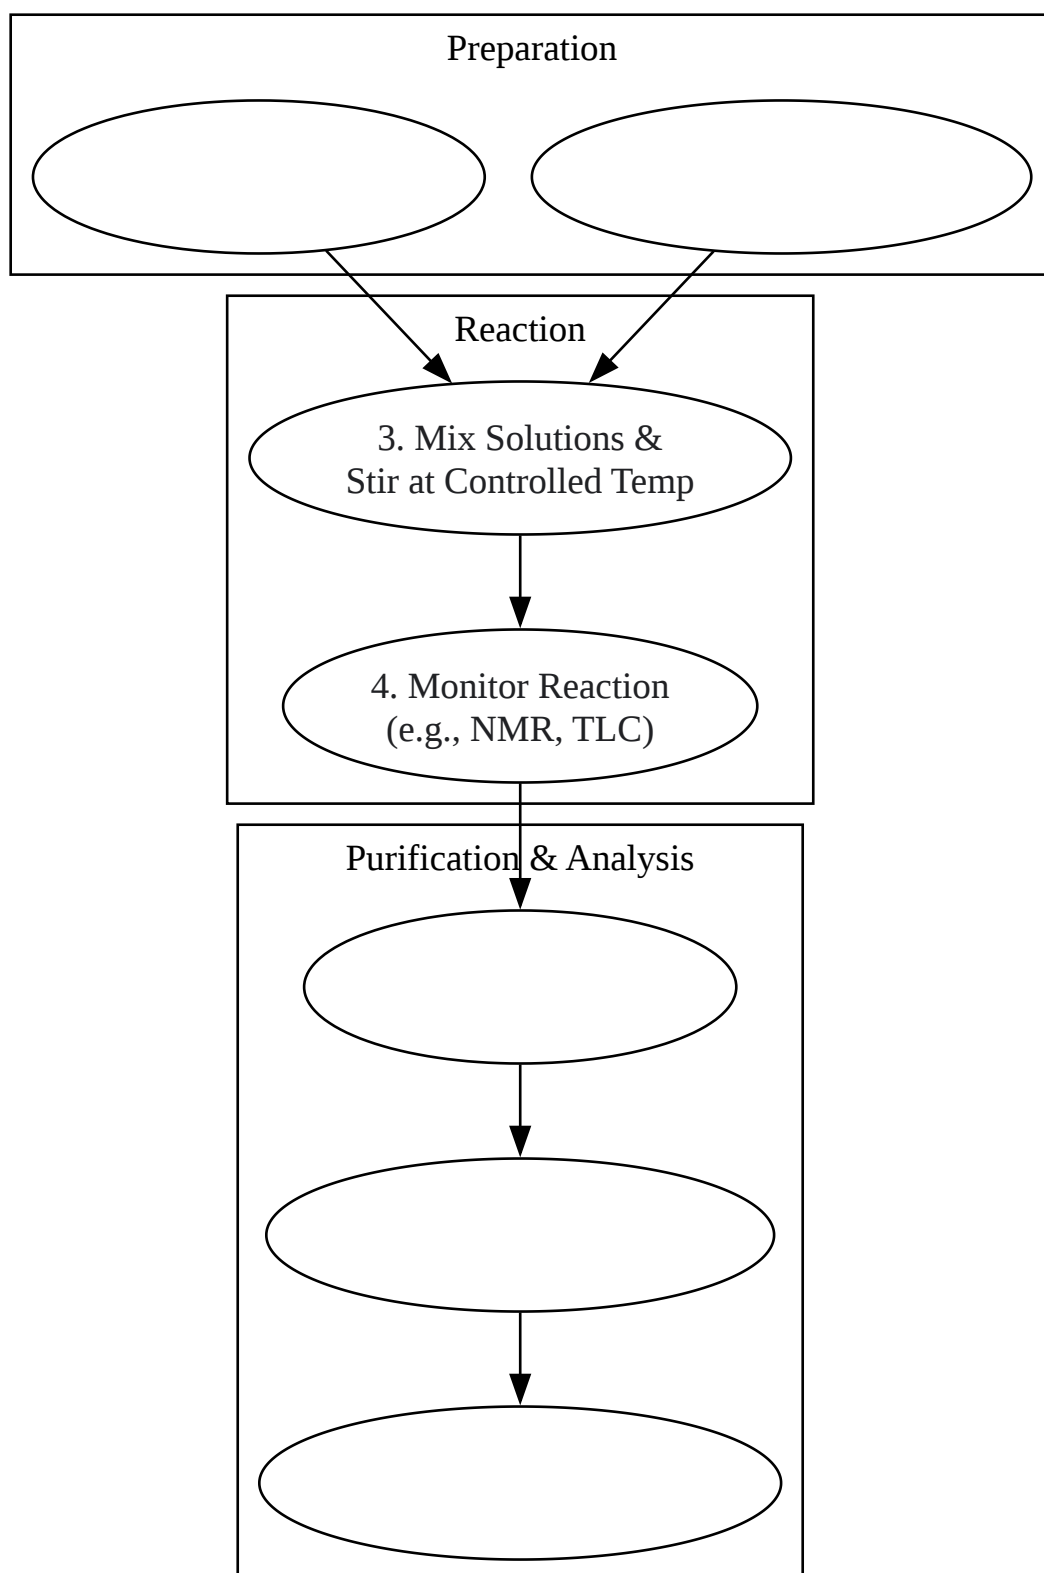 Preparation
Reaction
3. Mix Solutions &
Stir at Controlled Temp
4. Monitor Reaction
(e.g., NMR, TLC)
Purification & Analysis